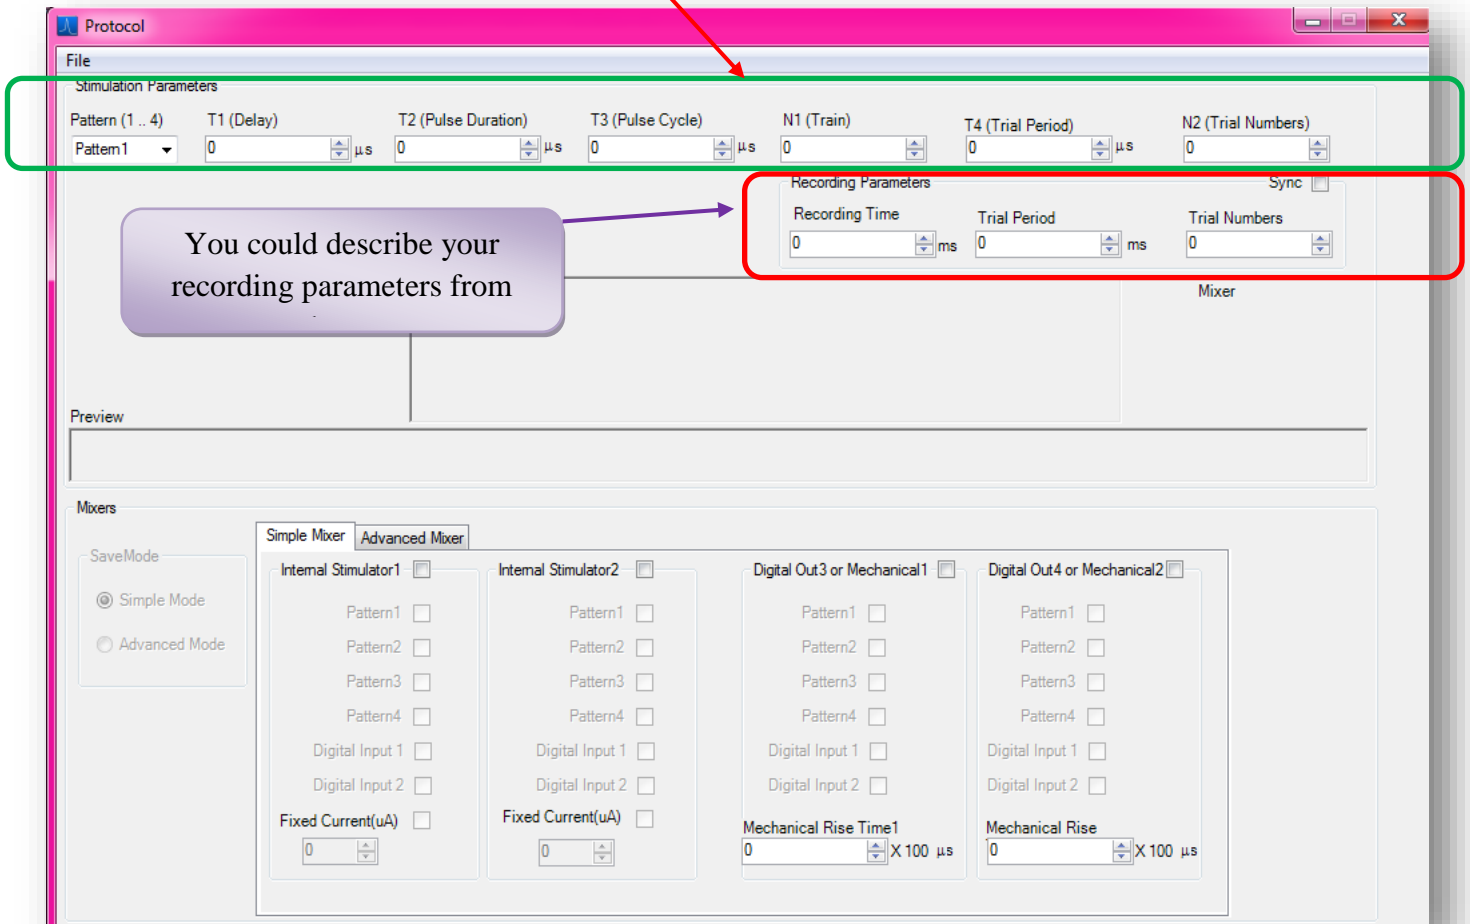 Protocol
File
Stimulation Parameters
Pattern (1 .. 4) T1 (Delay) T2 (Pulse Duration) T3 (Pulse Cycle) N1 (Train) T4 (Trial Period) N2 (Trial Numbers)
Pattern1 0 µs 0 µs 0 µs 0 0 µs 0
Recording Parameters Sync
Recording Time Trial Period Trial Numbers
0 ms 0 ms 0
You could describe your
recording parameters from
Mixer
Preview
Mixers
Simple Mixer Advanced Mixer
SaveMode
Simple Mode
Advanced Mode
Internal Stimulator1 Internal Stimulator2 Digital Out3 or Mechanical1 Digital Out4 or Mechanical2
Pattern1 Pattern1 Pattern1 Pattern1
Pattern2 Pattern2 Pattern2 Pattern2
Pattern3 Pattern3 Pattern3 Pattern3
Pattern4 Pattern4 Pattern4 Pattern4
Digital Input 1 Digital Input 1 Digital Input 1 Digital Input 1
Digital Input 2 Digital Input 2 Digital Input 2 Digital Input 2
Fixed Current(uA) Fixed Current(uA) Mechanical Rise Time1 Mechanical Rise
0 0 0 X 100 µs 0 X 100 µs